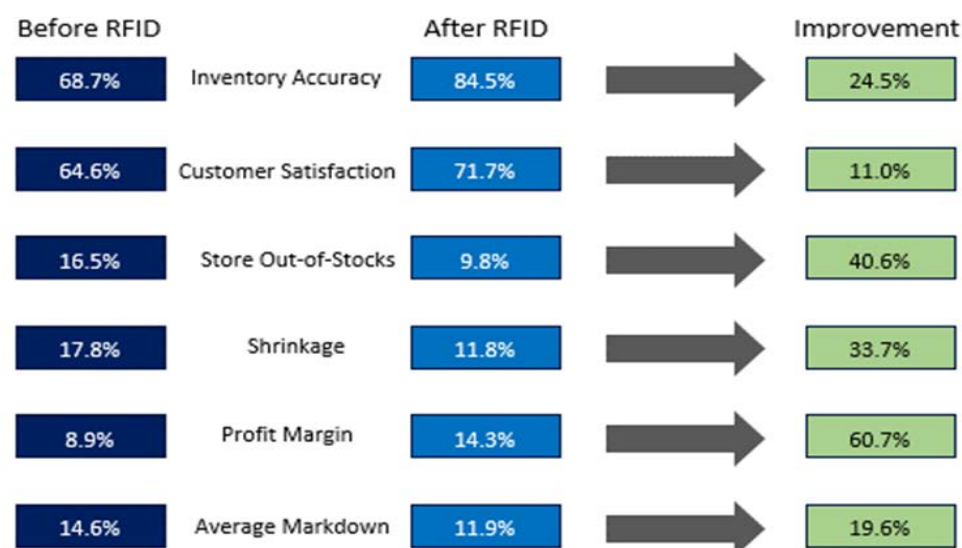 Before RFID After RFID Improvement
68.7% Inventory Accuracy 84.5% 24.5%
64.6% Customer Satisfaction 71.7% 11.0%
16.5% Store Out-of-Stocks 9.8% 40.6%
17.8% Shrinkage 11.8% 33.7%
8.9% Profit Margin 14.3% 60.7%
14.6% Average Markdown 11.9% 19.6%